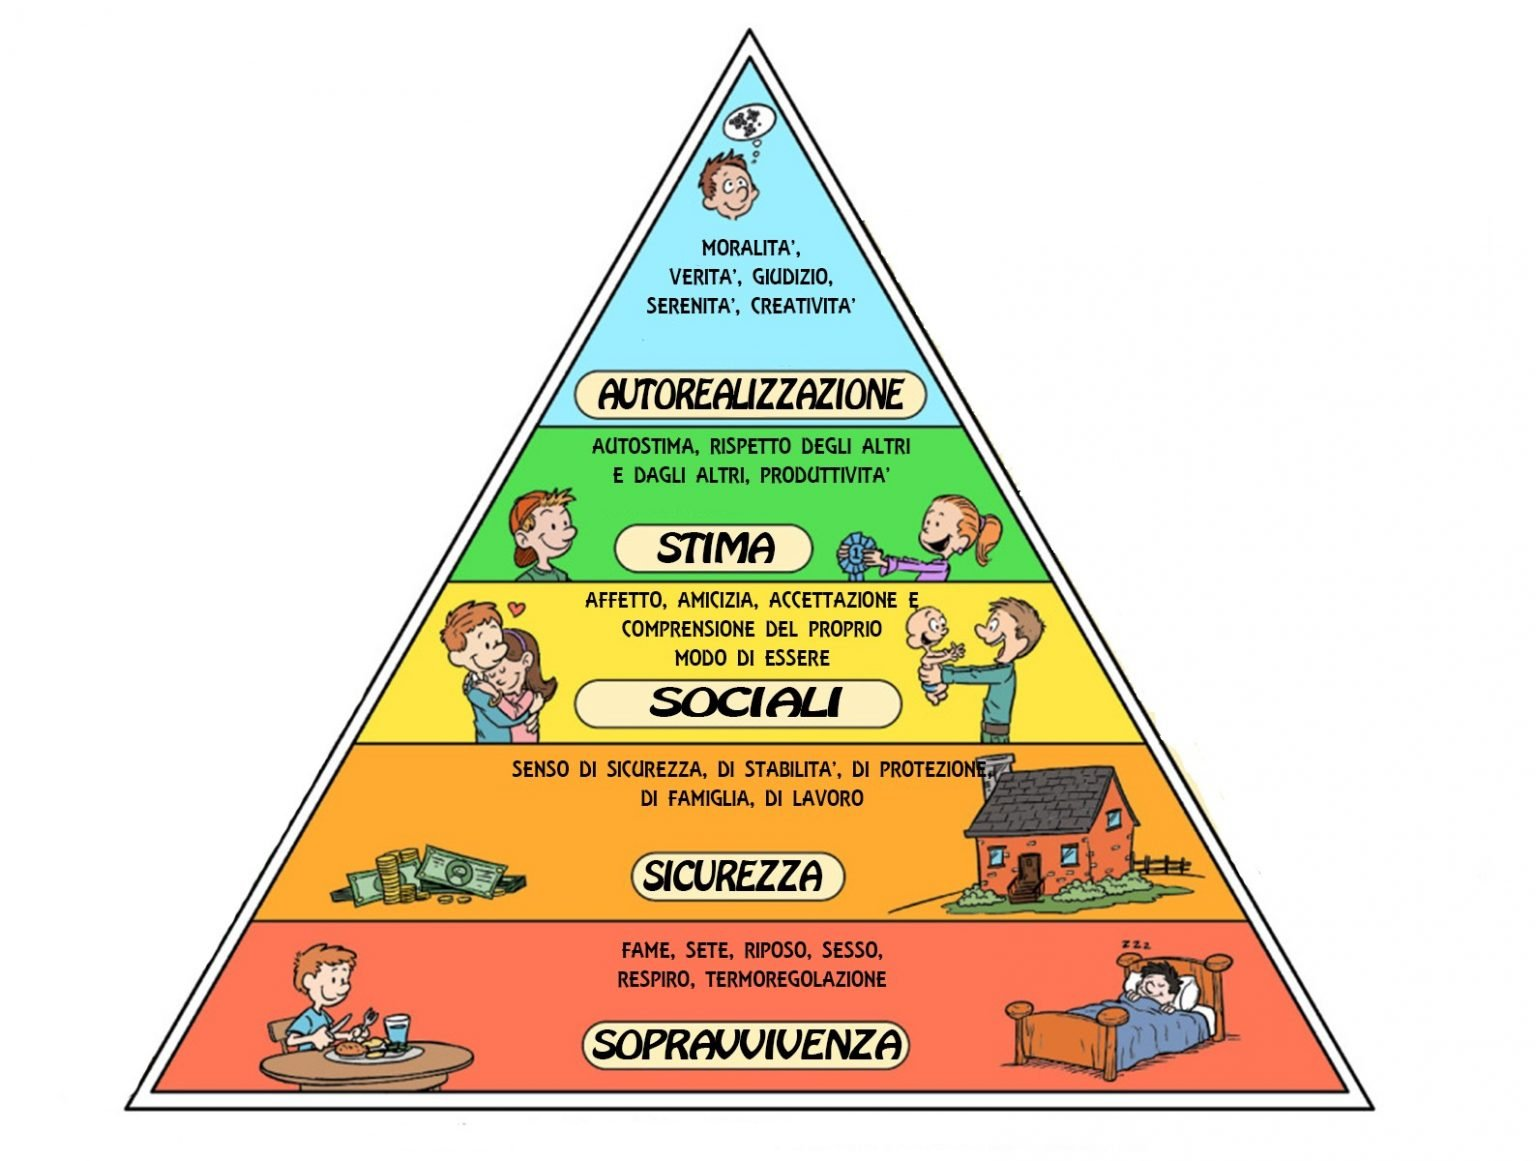 MORALITA',
VERITA', GIUDIZIO,
SERENITA', CREATIVITA'
AUTOREALIZZAZIONE
AUTOSTIMA, RISPETTO DEGLI ALTRI
E DAGLI ALTRI, PRODUTTIVITA'
STIMA
1
AFFETTO, AMICIZIA, ACCETTAZIONE E
COMPRENSIONE DEL PROPRIO
MODO DI ESSERE
SOCIALI
SENSO DI SICUREZZA, DI STABILITA', DI PROTEZIONE,
DI FAMIGLIA, DI LAVORO
SICUREZZA
FAME, SETE, RIPOSO, SESSO,
RESPIRO, TERMOREGOLAZIONE
zzz
SOPRAVVIVENZA